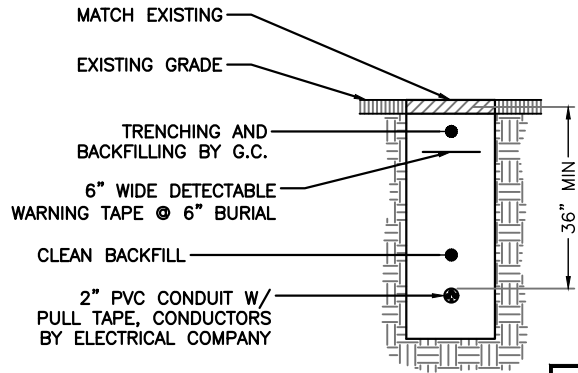 MATCH EXISTING
EXISTING GRADE
TRENCHING AND
BACKFILLING BY G.C.
6" WIDE DETECTABLE
WARNING TAPE @ 6" BURIAL
CLEAN BACKFILL
2" PVC CONDUIT W/
PULL TAPE, CONDUCTORS
BY ELECTRICAL COMPANY
36" MIN